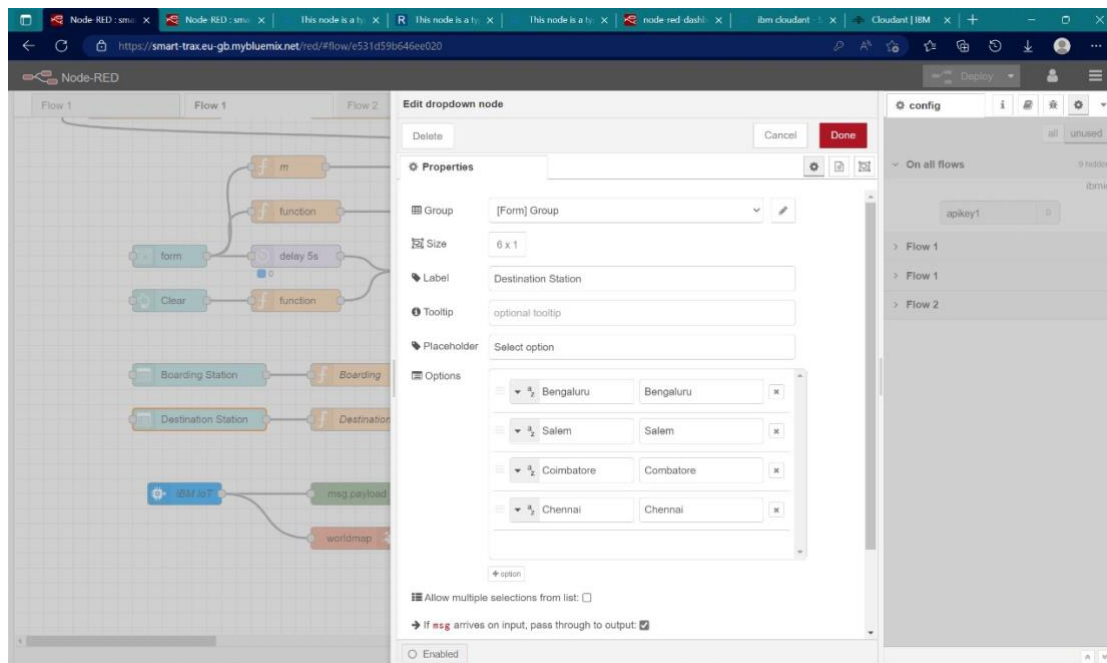 Node-RED : sma
Node-RED : sma
This node is a ty
This node is a ty
This node is a ty
node-red-dashb
ibm cloudant - S
Cloudant | IBM
https://smart-trax.eu-gb.mybluemix.net/red/#flow/e531d59b646ee020
Node-RED
Deploy
Flow 1
Flow 1
Flow 2
Edit dropdown node
config
Delete
Cancel
Done
all
unused
Properties
On all flows
9 hidden
apikey1
0
Flow 1
Flow 1
Flow 2
m
function
form
delay 5s
0
Clear
function
Boarding Station
Boarding
Destination Station
Destination
IBM IoT
msg.payload
worldmap
Group
[Form] Group
Size
6 x 1
Label
Destination Station
Tooltip
optional tooltip
Placeholder
Select option
Options
Bengaluru
Bengaluru
Salem
Salem
Coimbatore
Combatore
Chennai
Chennai
option
Allow multiple selections from list:
If msg arrives on input, pass through to output:
Enabled